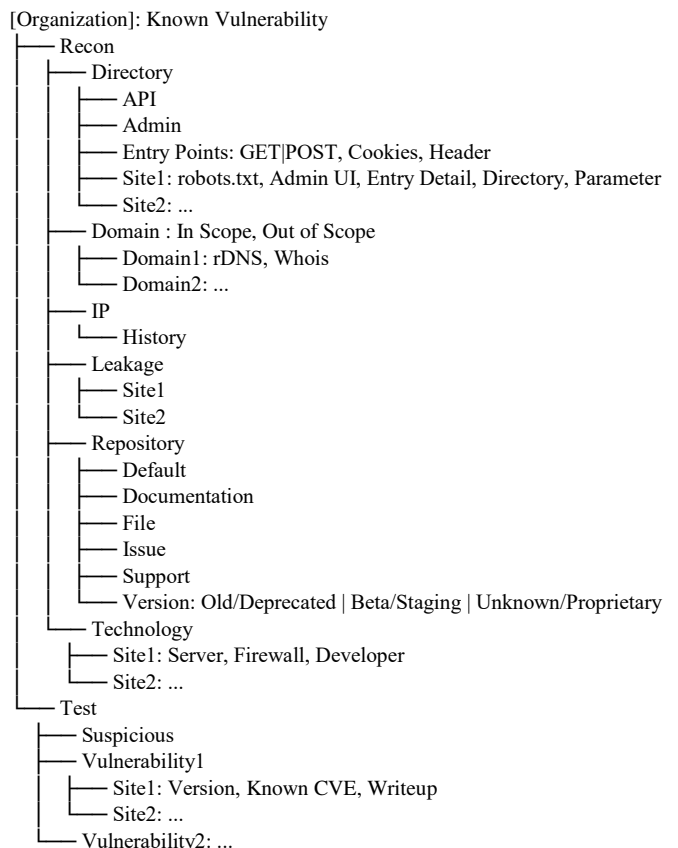 [Organization]: Known Vulnerability
Recon
Directory
API
Admin
Entry Points: GET|POST, Cookies, Header
Site1: robots.txt, Admin UI, Entry Detail, Directory, Parameter
Site2: ...
Domain : In Scope, Out of Scope
Domain1: rDNS, Whois
Domain2: ...
IP
History
Leakage
Site1
Site2
Repository
Default
Documentation
File
Issue
Support
Version: Old/Deprecated | Beta/Staging | Unknown/Proprietary
Technology
Site1: Server, Firewall, Developer
Site2: ...
Test
Suspicious
Vulnerability1
Site1: Version, Known CVE, Writeup
Site2: ...
Vulnerability2: ...